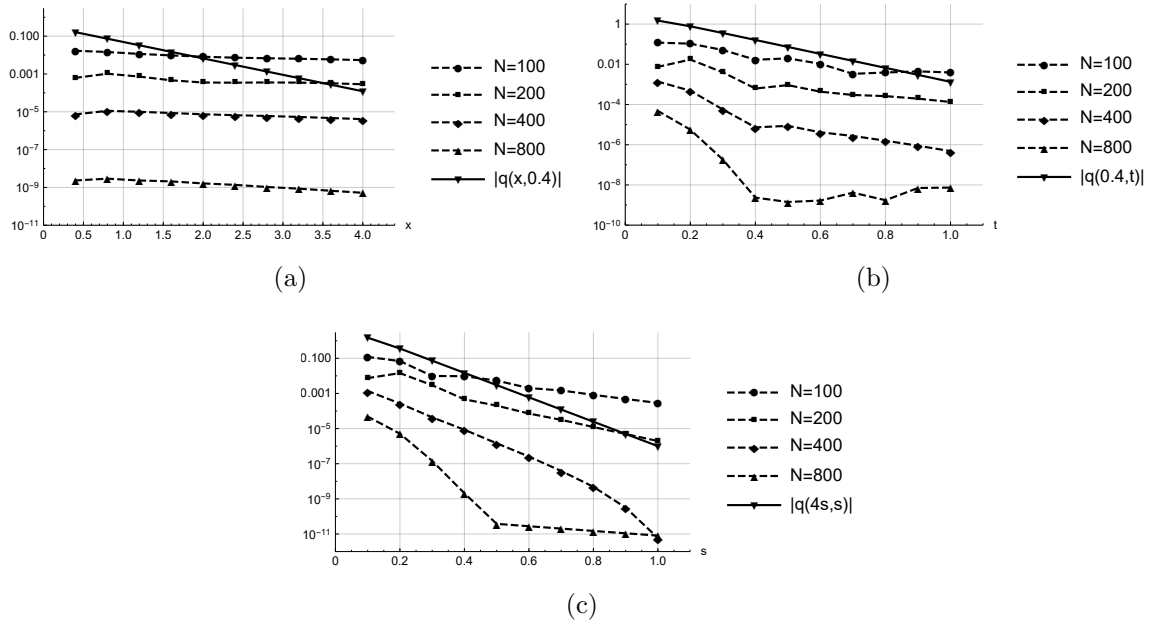 0.100
0.001
10⁻⁵
10⁻⁷
10⁻⁹
10⁻¹¹
0 0.5 1.0 1.5 2.0 2.5 3.0 3.5 4.0 x
N=100
N=200
N=400
N=800
|q(x,0.4)|
(a)
1
0.01
10⁻⁴
10⁻⁶
10⁻⁸
10⁻¹⁰
0 0.2 0.4 0.6 0.8 1.0 t
N=100
N=200
N=400
N=800
|q(0.4,t)|
(b)
0.100
0.001
10⁻⁵
10⁻⁷
10⁻⁹
10⁻¹¹
0 0.2 0.4 0.6 0.8 1.0 s
N=100
N=200
N=400
N=800
|q(4s,s)|
(c)